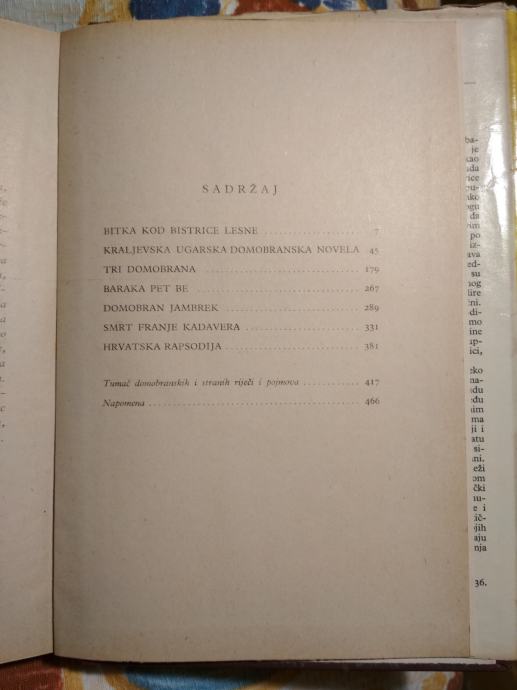 SADRŽAJ
BITKA KOD BISTRICE LESNE . . . . . . . . . . 7
KRALJEVSKA UGARSKA DOMOBRANSKA NOVELA 45
TRI DOMOBRANA . . . . . . . . . . 179
BARAKA PET BE . . . . . . . . . . 267
DOMOBRAN JAMBREK . . . . . . . . . . 289
SMRT FRANJE KADAVERA . . . . . . . . . . 331
HRVATSKA RAPSODIJA . . . . . . . . . . 381
Tumač domobranskih i stranih riječi i pojmova . . . . . . . . . . 417
Napomena . . . . . . . . . . 466
36.